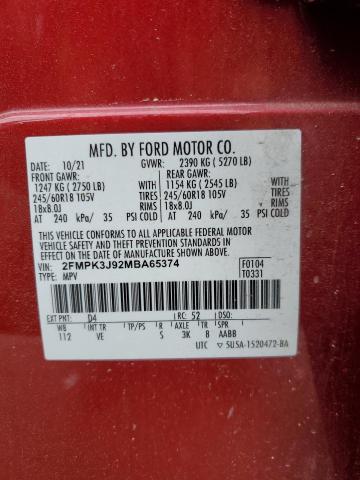 MFD. BY FORD MOTOR CO.
DATE: 10/21 GVWR: 2390 KG ( 5270 LB)
FRONT GAWR: REAR GAWR:
1247 KG ( 2750 LB) WITH 1154 KG ( 2545 LB) WITH
245/60R18 105V TIRES 245/60R18 105V TIRES
18x8.0J RIMS 18x8.0J RIMS
AT 240 kPa/ 35 PSI COLD AT 240 kPa/ 35 PSI COLD
THIS VEHICLE CONFORMS TO ALL APPLICABLE FEDERAL MOTOR
VEHICLE SAFETY AND BUMPER STANDARDS IN EFFECT ON
THE DATE OF MANUFACTURE SHOWN ABOVE.
VIN: 2FMPK3J92MBA65374 F0104
TYPE: MPV T0331
EXT PNT: D4 RC: 52 DSO:
WB INT TR TP/PS R AXLE TR SPR
112 VE S 3K 8 AABB
UTC 5U5A-1520472-BA